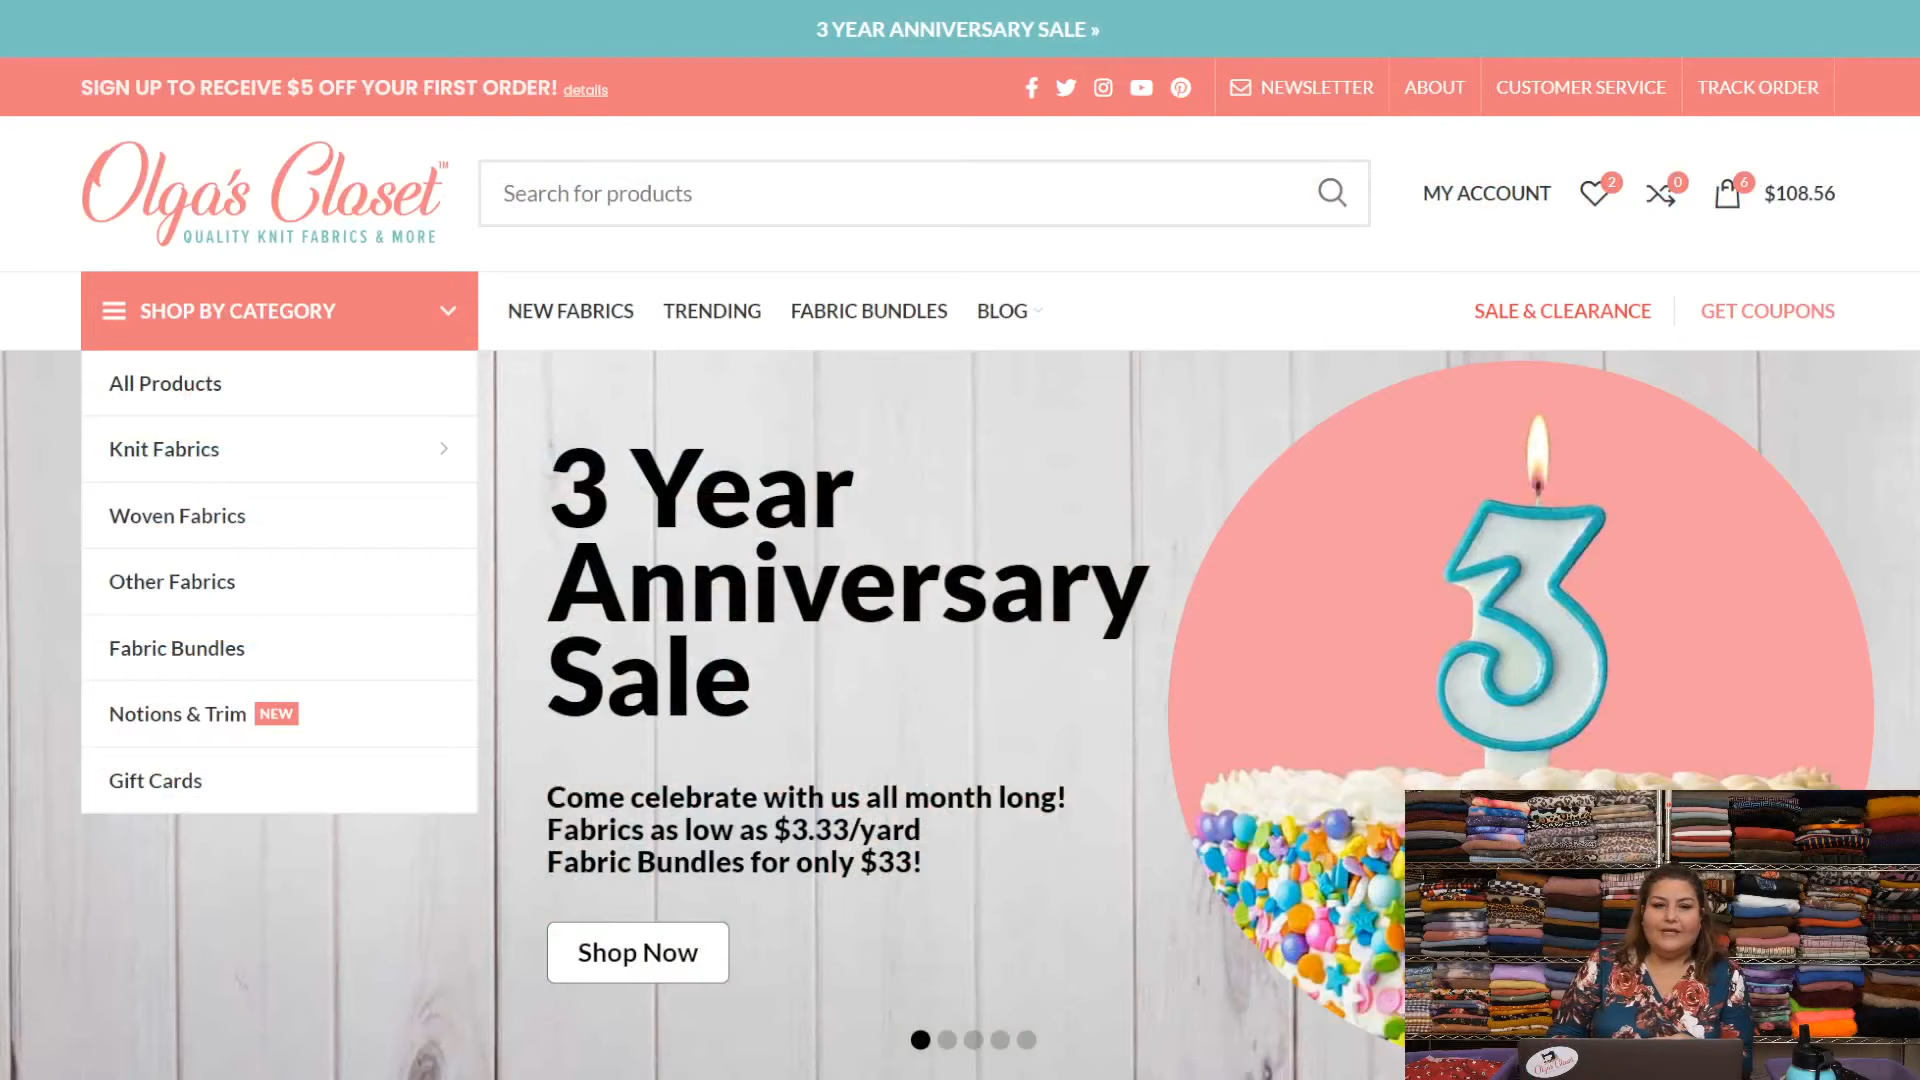 3 YEAR ANNIVERSARY SALE »
SIGN UP TO RECEIVE $5 OFF YOUR FIRST ORDER! details
NEWSLETTER
ABOUT
CUSTOMER SERVICE
TRACK ORDER
Olga's Closet™
QUALITY KNIT FABRICS & MORE
Search for products
MY ACCOUNT
2
0
6
$108.56
SHOP BY CATEGORY
NEW FABRICS
TRENDING
FABRIC BUNDLES
BLOG
SALE & CLEARANCE
GET COUPONS
All Products
Knit Fabrics
Woven Fabrics
Other Fabrics
Fabric Bundles
Notions & Trim NEW
Gift Cards
3 Year
Anniversary
Sale
Come celebrate with us all month long!
Fabrics as low as $3.33/yard
Fabric Bundles for only $33!
Shop Now
3
Olga's Closet